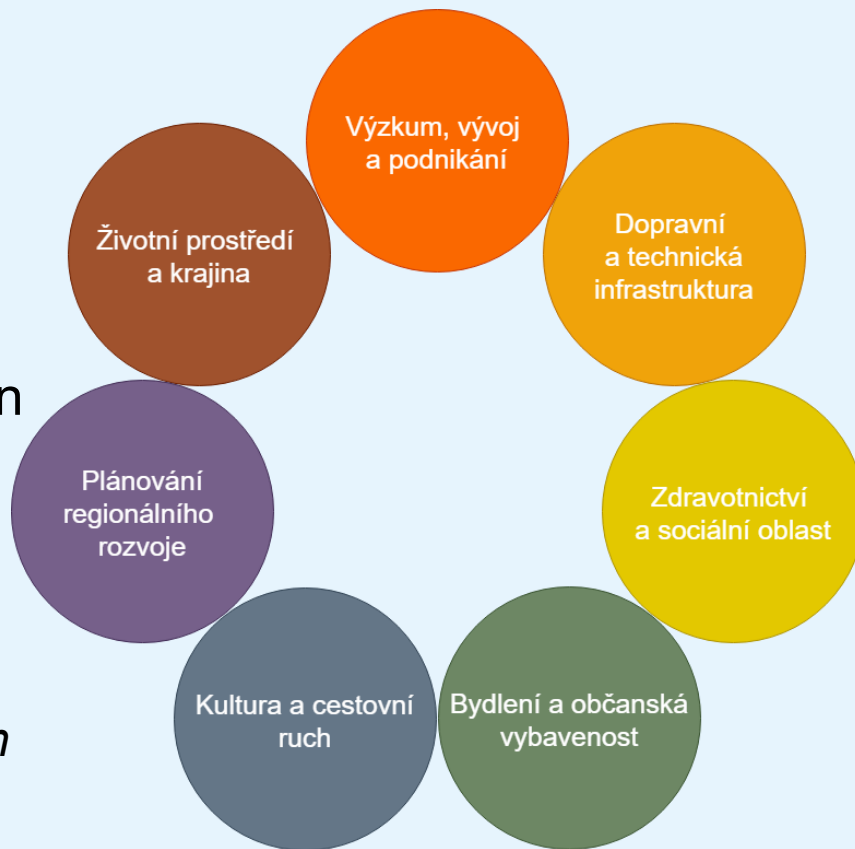 Výzkum, vývoj
a podnikání
Dopravní
a technická
infrastruktura
Zdravotnictví
a sociální oblast
Bydlení a občanská
vybavenost
Kultura a cestovní
ruch
Plánování
regionálního
rozvoje
Životní prostředí
a krajina
n